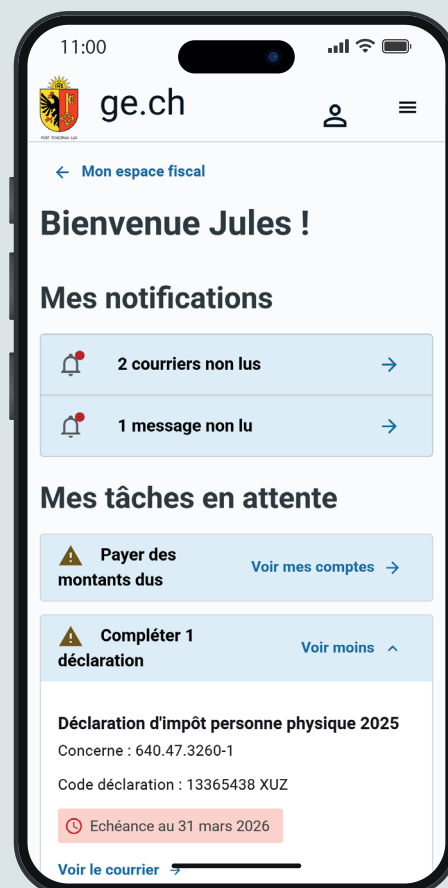 11:00
ge.ch
POST TENEBRAS LUX
← Mon espace fiscal
Bienvenue Jules !
Mes notifications
2 courriers non lus →
1 message non lu →
Mes tâches en attente
Payer des
montants dus
Voir mes comptes →
Compléter 1
déclaration
Voir moins
Déclaration d'impôt personne physique 2025
Concerne : 640.47.3260-1
Code déclaration : 13365438 XUZ
Echéance au 31 mars 2026
Voir le courrier →